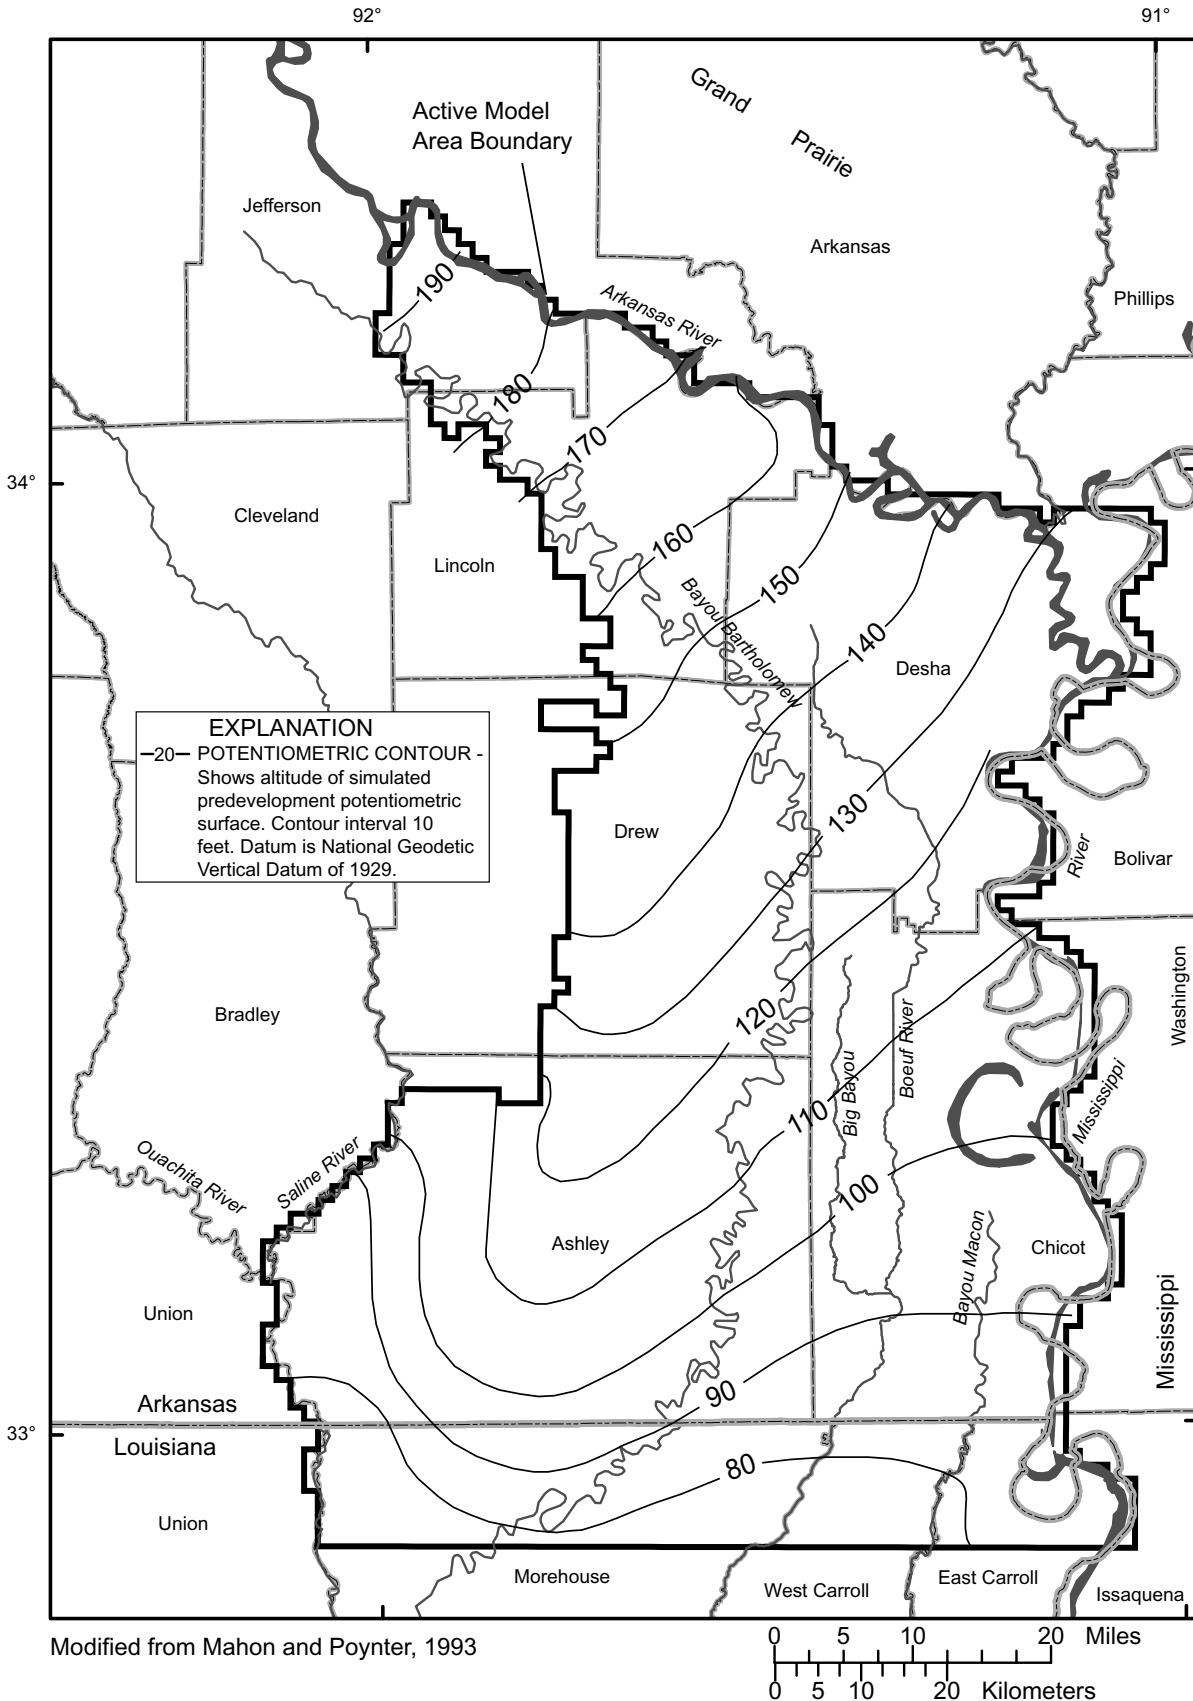 92°
91°
Grand
Prairie
Active Model
Area Boundary
Jefferson
Arkansas
Phillips
190
Arkansas River
180
170
34°
Cleveland
Lincoln
160
150
Bayou Bartholomew
140
Desha
EXPLANATION
20 POTENTIOMETRIC CONTOUR -
Shows altitude of simulated
predevelopment potentiometric
surface. Contour interval 10
feet. Datum is National Geodetic
Vertical Datum of 1929.
130
Drew
River
Bolivar
Washington
Bradley
120
Boeuf River
Big Bayou
110
Mississippi
Ouachita River
Saline River
100
Ashley
Bayou Macon
Chicot
Union
Mississippi
90
Arkansas
33°
Louisiana
80
Union
Morehouse
West Carroll
East Carroll
Issaquena
Modified from Mahon and Poynter, 1993
0 5 10 20 Miles
0 5 10 20 Kilometers